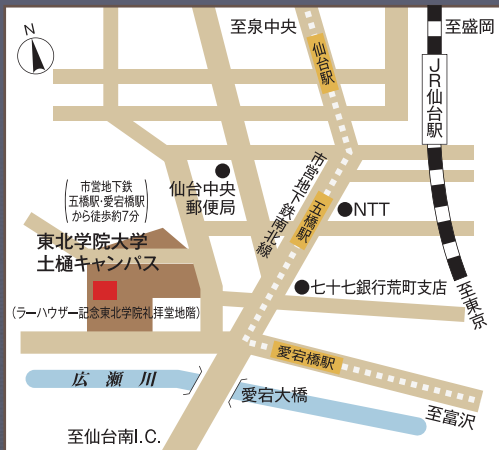 N
至泉中央
至盛岡
仙台駅
JR仙台駅
市営地下鉄
五橋駅・愛宕橋駅
から徒歩約7分
仙台中央
郵便局
市営地下鉄南北線
五橋駅
NTT
東北学院大学
土樋キャンパス
七十七銀行荒町支店
至東京
(ラーハウザー記念東北学院礼拝堂地階)
愛宕橋駅
広瀬川
愛宕大橋
至富沢
至仙台南I.C.